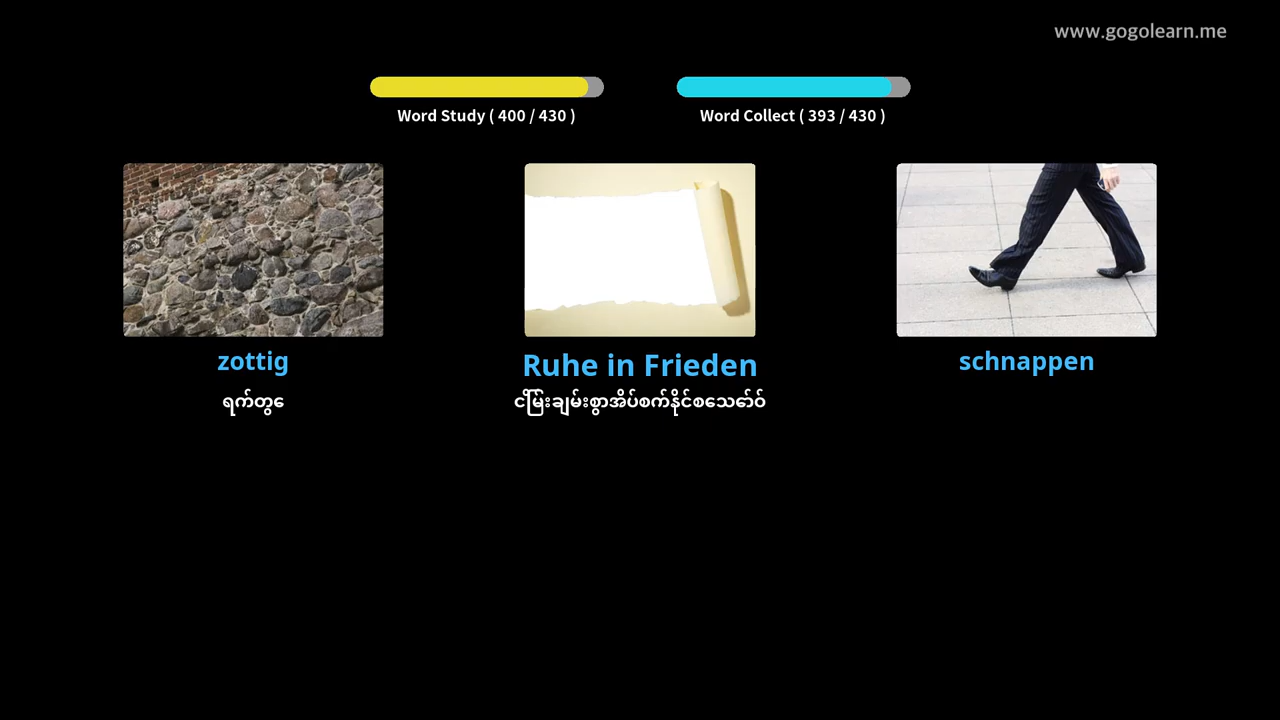 www.gogolearn.me
Word Study ( 400 / 430 )
Word Collect ( 393 / 430 )
zottig
Ruhe in Frieden
schnappen
ရက်တွေ
ငြိမ်းချမ်းစွာအိပ်စက်နိုင်စသေော်ဝ်